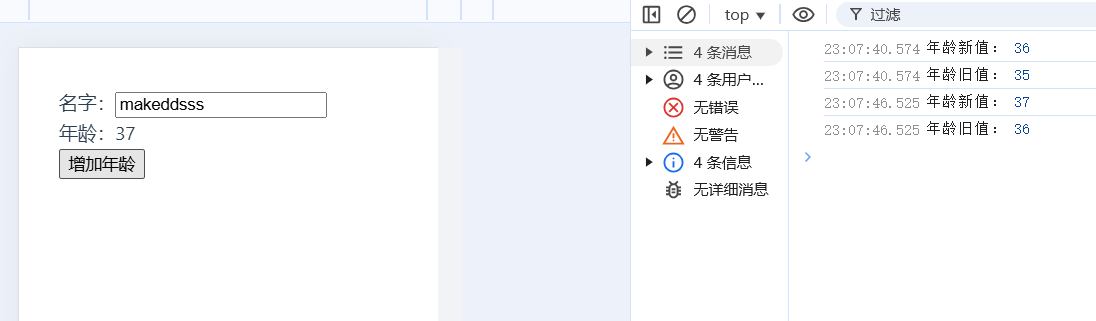 top
过滤
名字：makeddsss
年龄：37
增加年龄
4 条消息
4 条用户...
无错误
无警告
4 条信息
无详细消息
23:07:40.574 年龄新值： 36
23:07:40.574 年龄旧值： 35
23:07:46.525 年龄新值： 37
23:07:46.525 年龄旧值： 36